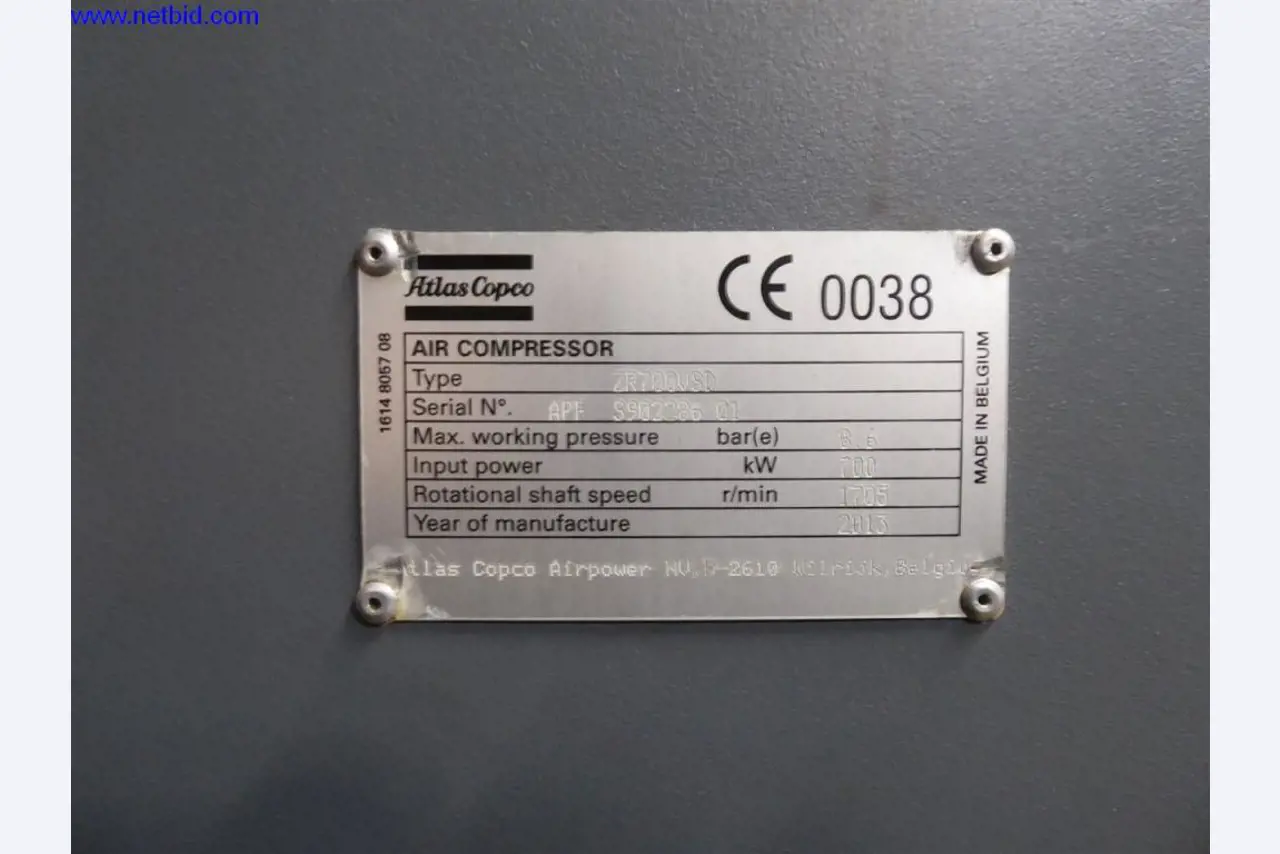 www.netbid.com
Atlas Copco
CE 0038
1614 8057 08
AIR COMPRESSOR
Type ZR700VSD
Serial N°. APF
Max. working pressure bar(e) 8.6
Input power kW 700
Rotational shaft speed r/min 1705
Year of manufacture 2013
Atlas Copco Airpower NV,B-2610 Wilrijk,Belgium
MADE IN BELGIUM